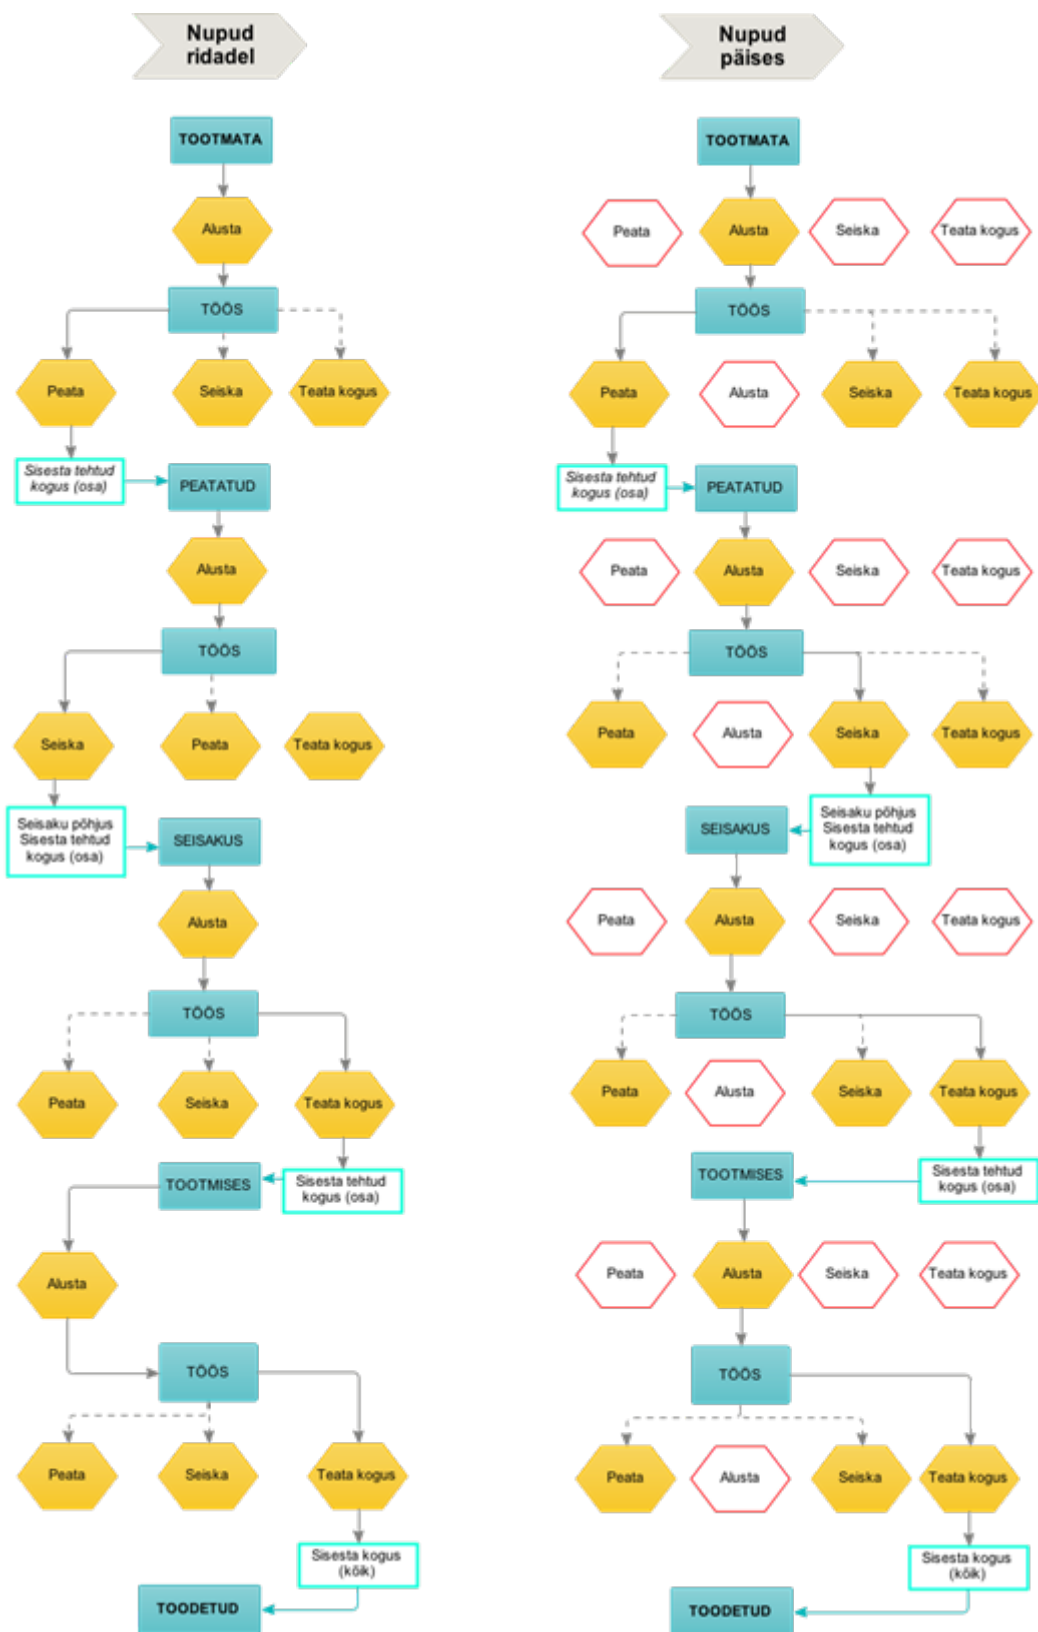 Nupud
ridadel
TOOTMATA
Alusta
TÖÖS
Peata
Seiska
Teata kogus
Sisesta tehtud
kogus (osa)
PEATATUD
Alusta
TÖÖS
Seiska
Peata
Teata kogus
Seisaku põhjus
Sisesta tehtud
kogus (osa)
SEISAKUS
Alusta
TÖÖS
Peata
Seiska
Teata kogus
TOOTMISES
Sisesta tehtud
kogus (osa)
Alusta
TÖÖS
Peata
Seiska
Teata kogus
Sisesta kogus
(kõik)
TOODETUD
Nupud
päises
TOOTMATA
Peata
Alusta
Seiska
Teata kogus
TÖÖS
Peata
Alusta
Seiska
Teata kogus
Sisesta tehtud
kogus (osa)
PEATATUD
Peata
Alusta
Seiska
Teata kogus
TÖÖS
Peata
Alusta
Seiska
Teata kogus
SEISAKUS
Seisaku põhjus
Sisesta tehtud
kogus (osa)
Peata
Alusta
Seiska
Teata kogus
TÖÖS
Peata
Alusta
Seiska
Teata kogus
TOOTMISES
Sisesta tehtud
kogus (osa)
Peata
Alusta
Seiska
Teata kogus
TÖÖS
Peata
Alusta
Seiska
Teata kogus
Sisesta kogus
(kõik)
TOODETUD